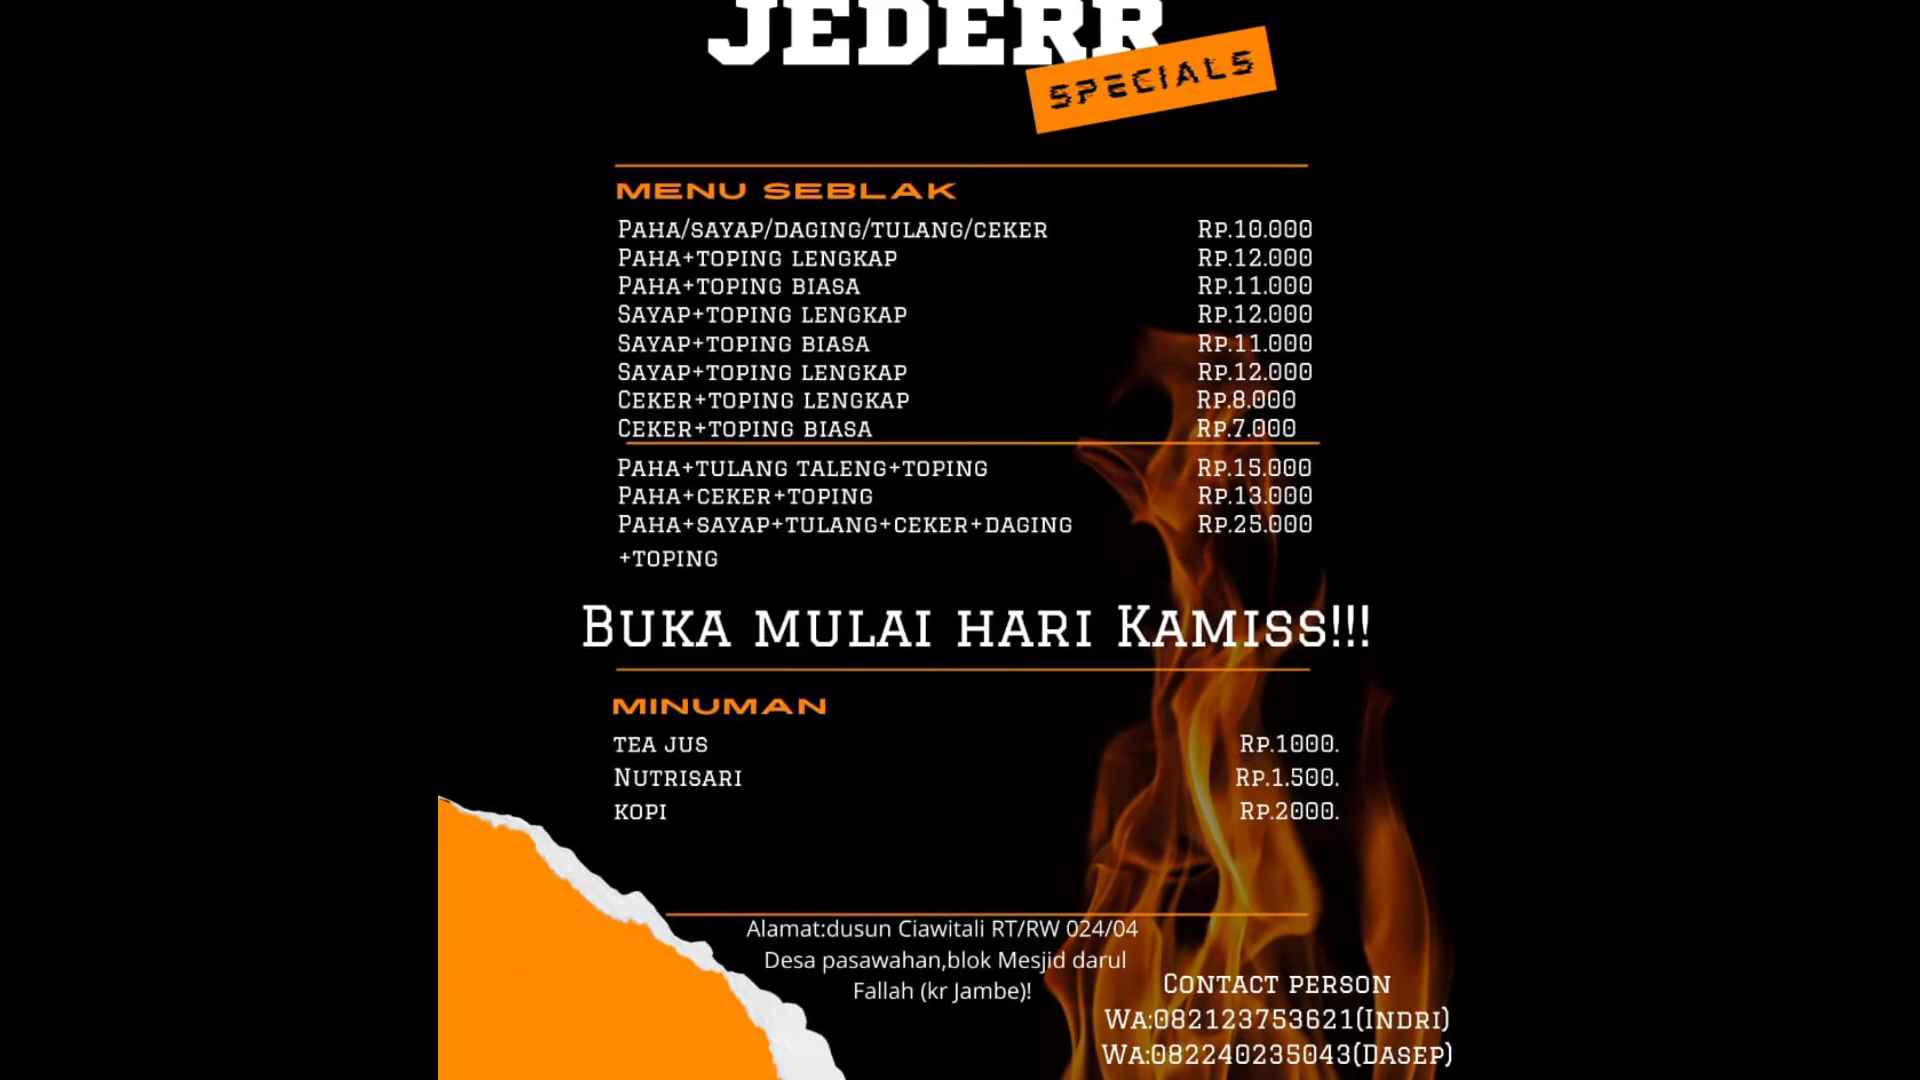 JEDERR
SPECIALS
MENU SEBLAK
Paha/sayap/daging/tulang/ceker Rp.10.000
Paha+toping lengkap Rp.12.000
Paha+toping biasa Rp.11.000
Sayap+toping lengkap Rp.12.000
Sayap+toping biasa Rp.11.000
Sayap+toping lengkap Rp.12.000
Ceker+toping lengkap Rp.8.000
Ceker+toping biasa Rp.7.000
Paha+tulang taleng+toping Rp.15.000
Paha+ceker+toping Rp.13.000
Paha+sayap+tulang+ceker+daging Rp.25.000
+toping
Buka mulai hari Kamiss!!!
MINUMAN
tea jus Rp.1000.
Nutrisari Rp.1.500.
kopi Rp.2000.
Alamat:dusun Ciawitali RT/RW 024/04
Desa pasawahan,blok Mesjid darul
Fallah (kr Jambe)!
Contact person
Wa:082123753621(Indri)
Wa:082240235043(Dasep)